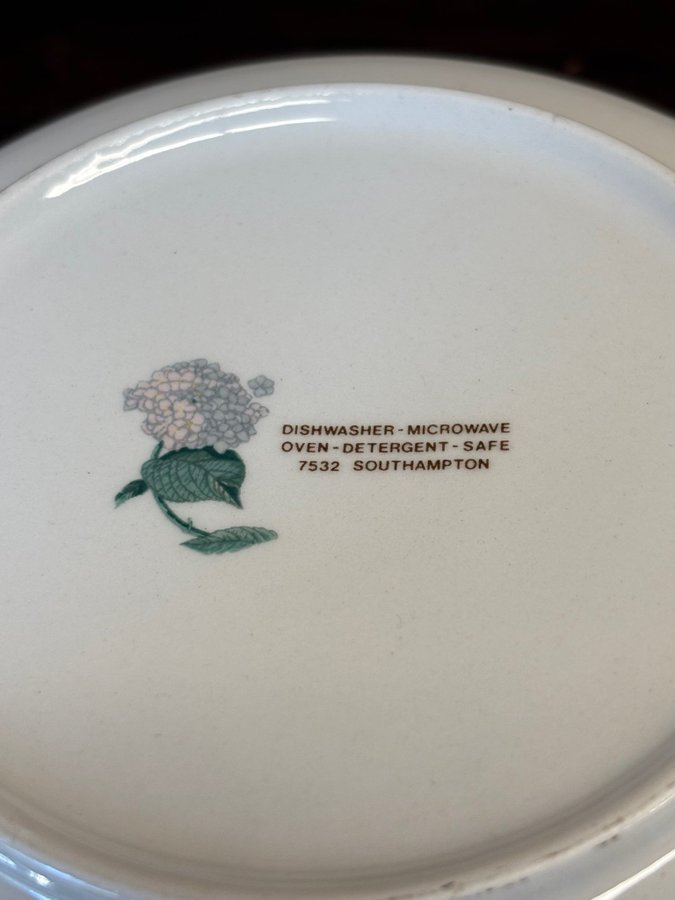 DISHWASHER-MICROWAVE
OVEN-DETERGENT-SAFE
7532 SOUTHAMPTON